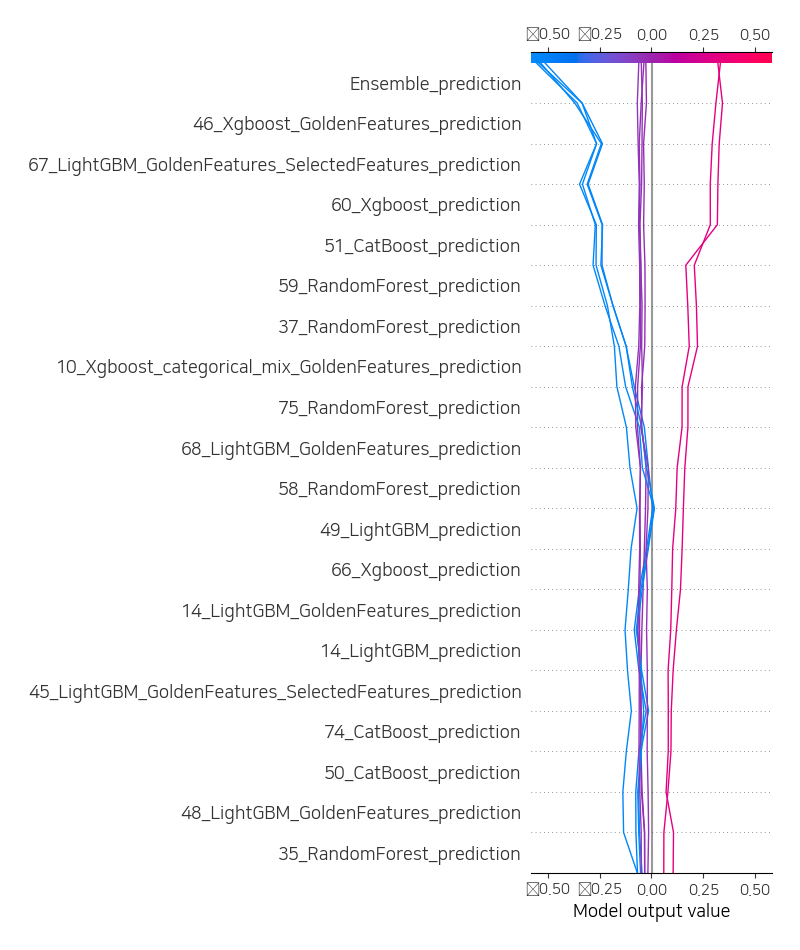 0.50 0.25 0.00 0.25 0.50
Ensemble_prediction
46_Xgboost_GoldenFeatures_prediction
67_LightGBM_GoldenFeatures_SelectedFeatures_prediction
60_Xgboost_prediction
51_CatBoost_prediction
59_RandomForest_prediction
37_RandomForest_prediction
10_Xgboost_categorical_mix_GoldenFeatures_prediction
75_RandomForest_prediction
68_LightGBM_GoldenFeatures_prediction
58_RandomForest_prediction
49_LightGBM_prediction
66_Xgboost_prediction
14_LightGBM_GoldenFeatures_prediction
14_LightGBM_prediction
45_LightGBM_GoldenFeatures_SelectedFeatures_prediction
74_CatBoost_prediction
50_CatBoost_prediction
48_LightGBM_GoldenFeatures_prediction
35_RandomForest_prediction
0.50 0.25 0.00 0.25 0.50
Model output value